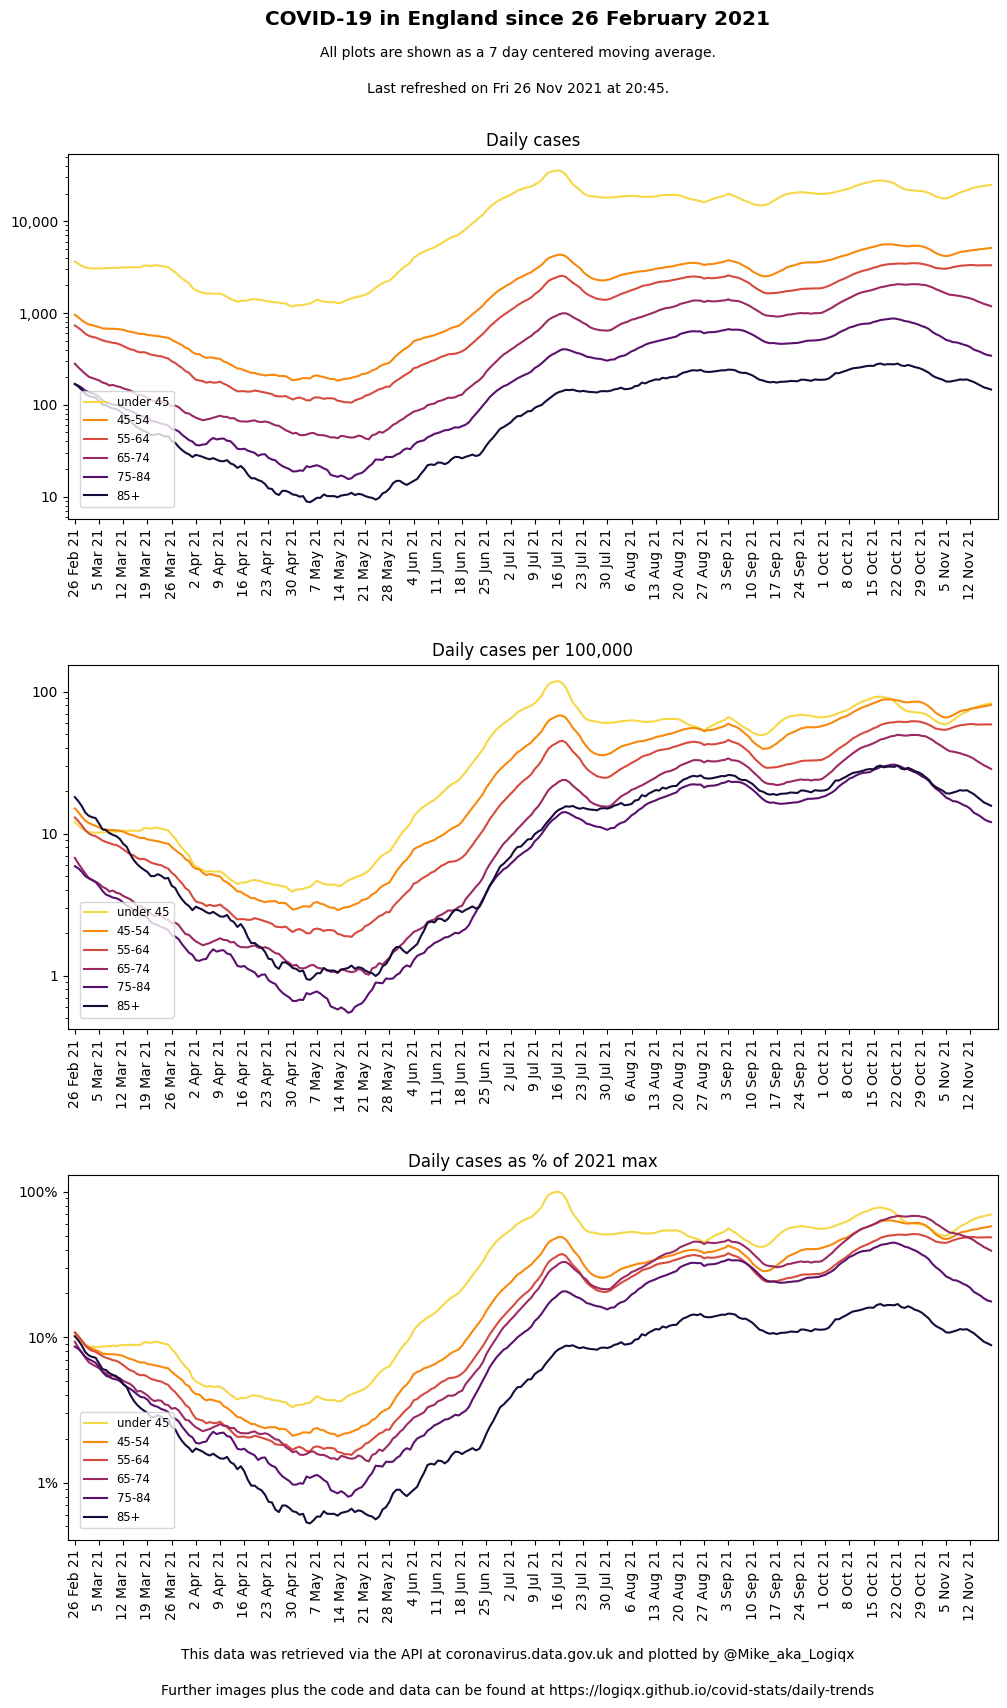 COVID-19 in England since 26 February 2021
All plots are shown as a 7 day centered moving average.
Last refreshed on Fri 26 Nov 2021 at 20:45.
Daily cases
10,000
1,000
100
10
under 45
45-54
55-64
65-74
75-84
85+
26 Feb 21
5 Mar 21
12 Mar 21
19 Mar 21
26 Mar 21
2 Apr 21
9 Apr 21
16 Apr 21
23 Apr 21
30 Apr 21
7 May 21
14 May 21
21 May 21
28 May 21
4 Jun 21
11 Jun 21
18 Jun 21
25 Jun 21
2 Jul 21
9 Jul 21
16 Jul 21
23 Jul 21
30 Jul 21
6 Aug 21
13 Aug 21
20 Aug 21
27 Aug 21
3 Sep 21
10 Sep 21
17 Sep 21
24 Sep 21
1 Oct 21
8 Oct 21
15 Oct 21
22 Oct 21
29 Oct 21
5 Nov 21
12 Nov 21
Daily cases per 100,000
100
10
1
under 45
45-54
55-64
65-74
75-84
85+
26 Feb 21
5 Mar 21
12 Mar 21
19 Mar 21
26 Mar 21
2 Apr 21
9 Apr 21
16 Apr 21
23 Apr 21
30 Apr 21
7 May 21
14 May 21
21 May 21
28 May 21
4 Jun 21
11 Jun 21
18 Jun 21
25 Jun 21
2 Jul 21
9 Jul 21
16 Jul 21
23 Jul 21
30 Jul 21
6 Aug 21
13 Aug 21
20 Aug 21
27 Aug 21
3 Sep 21
10 Sep 21
17 Sep 21
24 Sep 21
1 Oct 21
8 Oct 21
15 Oct 21
22 Oct 21
29 Oct 21
5 Nov 21
12 Nov 21
Daily cases as % of 2021 max
100%
10%
1%
under 45
45-54
55-64
65-74
75-84
85+
26 Feb 21
5 Mar 21
12 Mar 21
19 Mar 21
26 Mar 21
2 Apr 21
9 Apr 21
16 Apr 21
23 Apr 21
30 Apr 21
7 May 21
14 May 21
21 May 21
28 May 21
4 Jun 21
11 Jun 21
18 Jun 21
25 Jun 21
2 Jul 21
9 Jul 21
16 Jul 21
23 Jul 21
30 Jul 21
6 Aug 21
13 Aug 21
20 Aug 21
27 Aug 21
3 Sep 21
10 Sep 21
17 Sep 21
24 Sep 21
1 Oct 21
8 Oct 21
15 Oct 21
22 Oct 21
29 Oct 21
5 Nov 21
12 Nov 21
This data was retrieved via the API at coronavirus.data.gov.uk and plotted by @Mike_aka_Logiqx
Further images plus the code and data can be found at https://logiqx.github.io/covid-stats/daily-trends